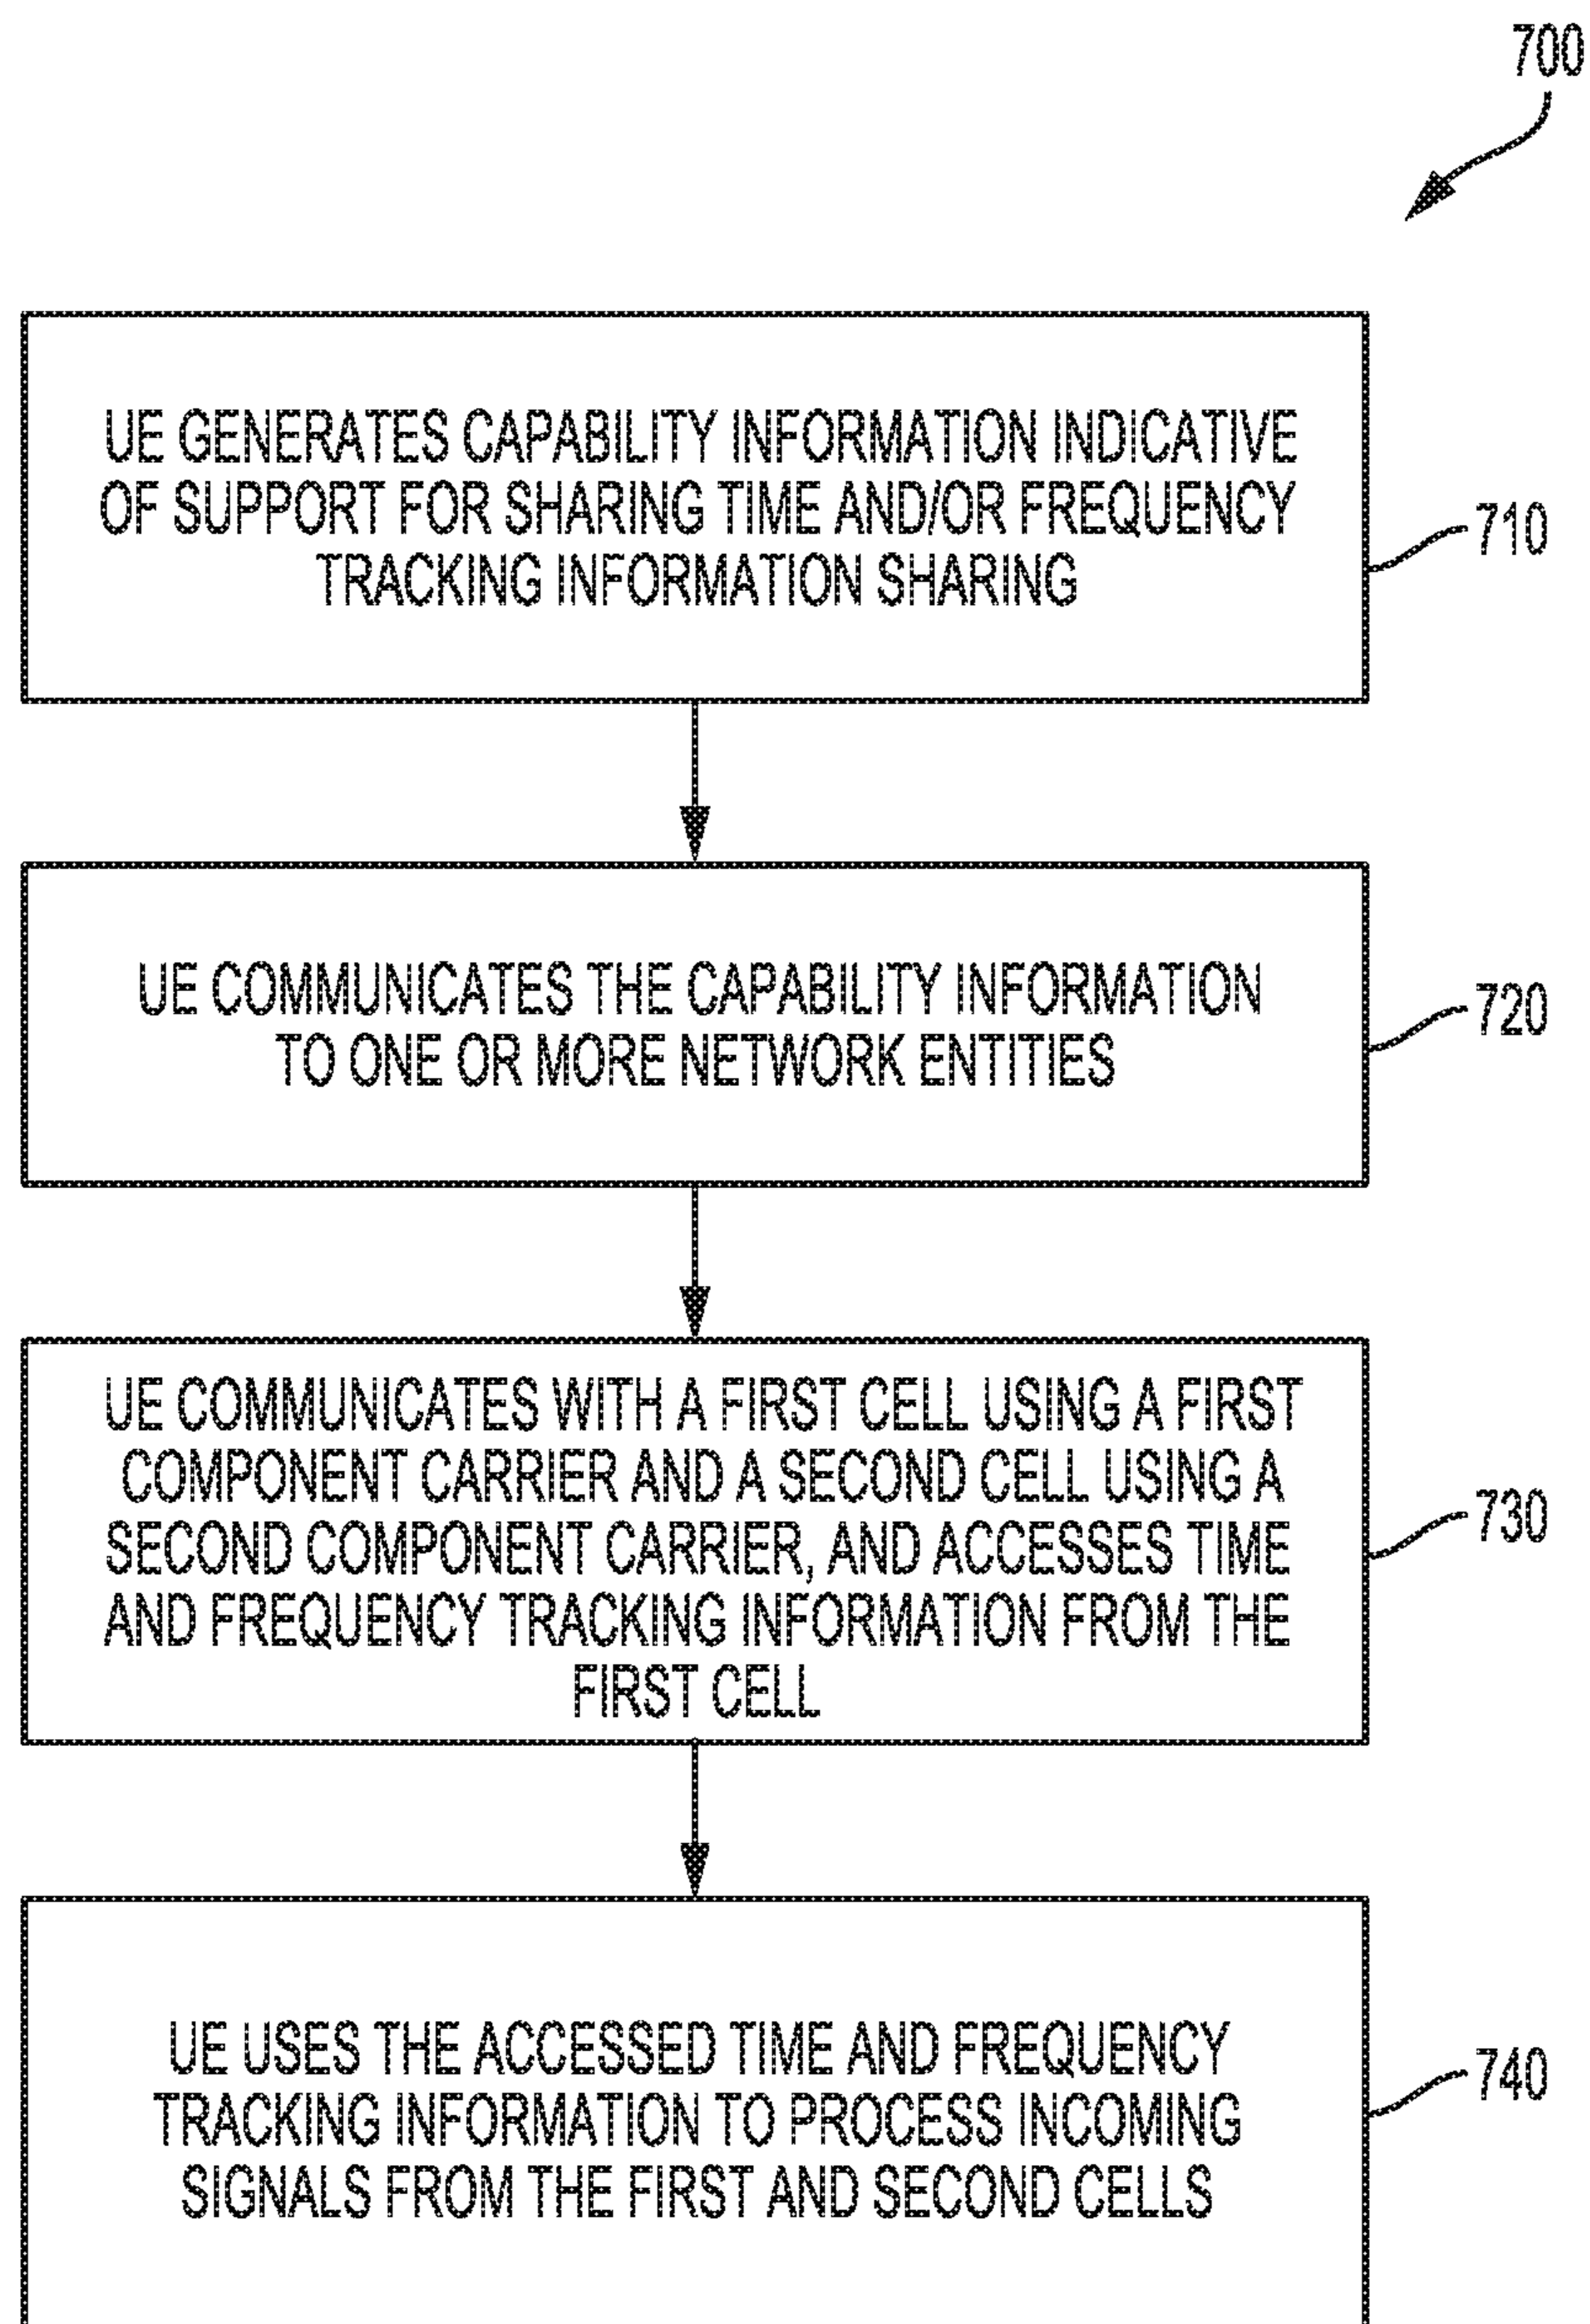 700
UE GENERATES CAPABILITY INFORMATION INDICATIVE
OF SUPPORT FOR SHARING TIME AND/OR FREQUENCY
TRACKING INFORMATION SHARING
710
UE COMMUNICATES THE CAPABILITY INFORMATION
TO ONE OR MORE NETWORK ENTITIES
720
UE COMMUNICATES WITH A FIRST CELL USING A FIRST
COMPONENT CARRIER AND A SECOND CELL USING A
SECOND COMPONENT CARRIER, AND ACCESSES TIME
AND FREQUENCY TRACKING INFORMATION FROM THE
FIRST CELL
730
UE USES THE ACCESSED TIME AND FREQUENCY
TRACKING INFORMATION TO PROCESS INCOMING
SIGNALS FROM THE FIRST AND SECOND CELLS
740